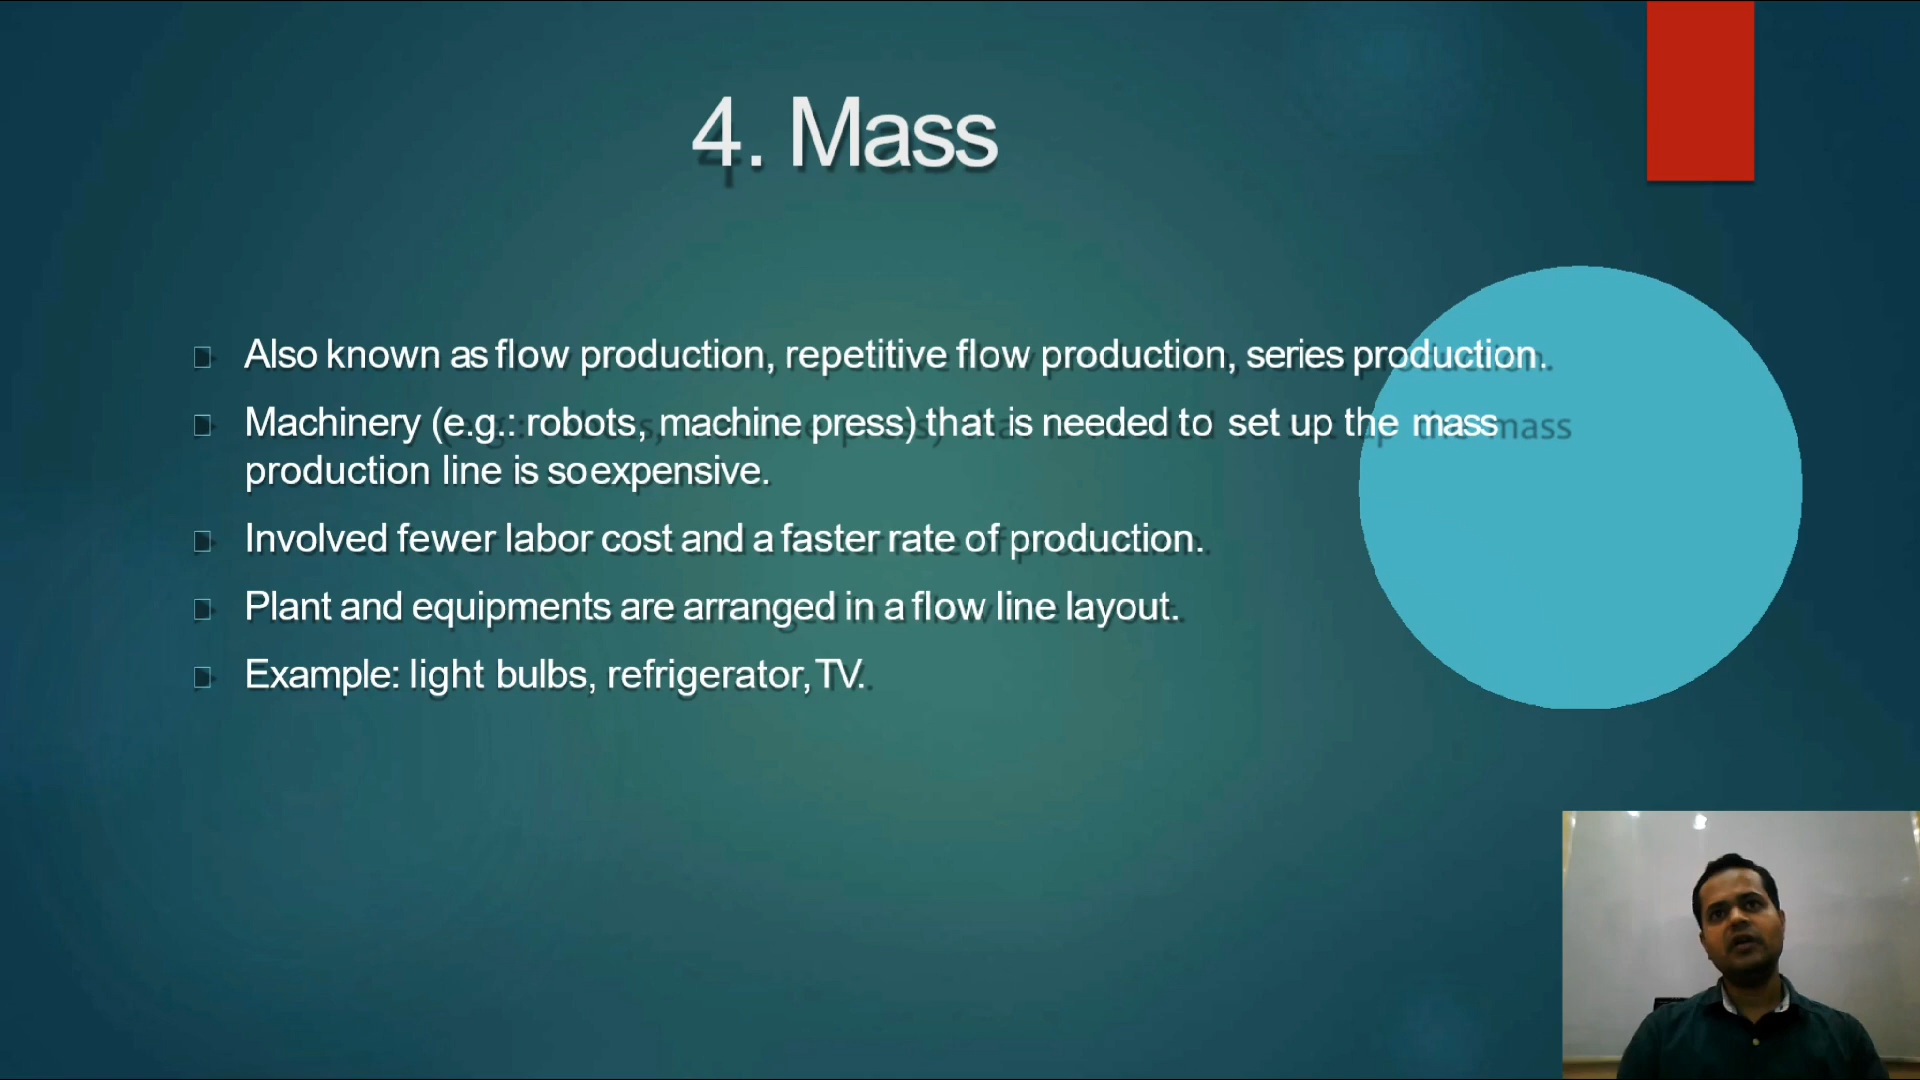 4. Mass
Also known as flow production, repetitive flow production, series production.
Machinery (e.g.: robots, machine press) that is needed to set up the mass
production line is so expensive.
Involved fewer labor cost and a faster rate of production.
Plant and equipments are arranged in a flow line layout.
Example: light bulbs, refrigerator, TV.